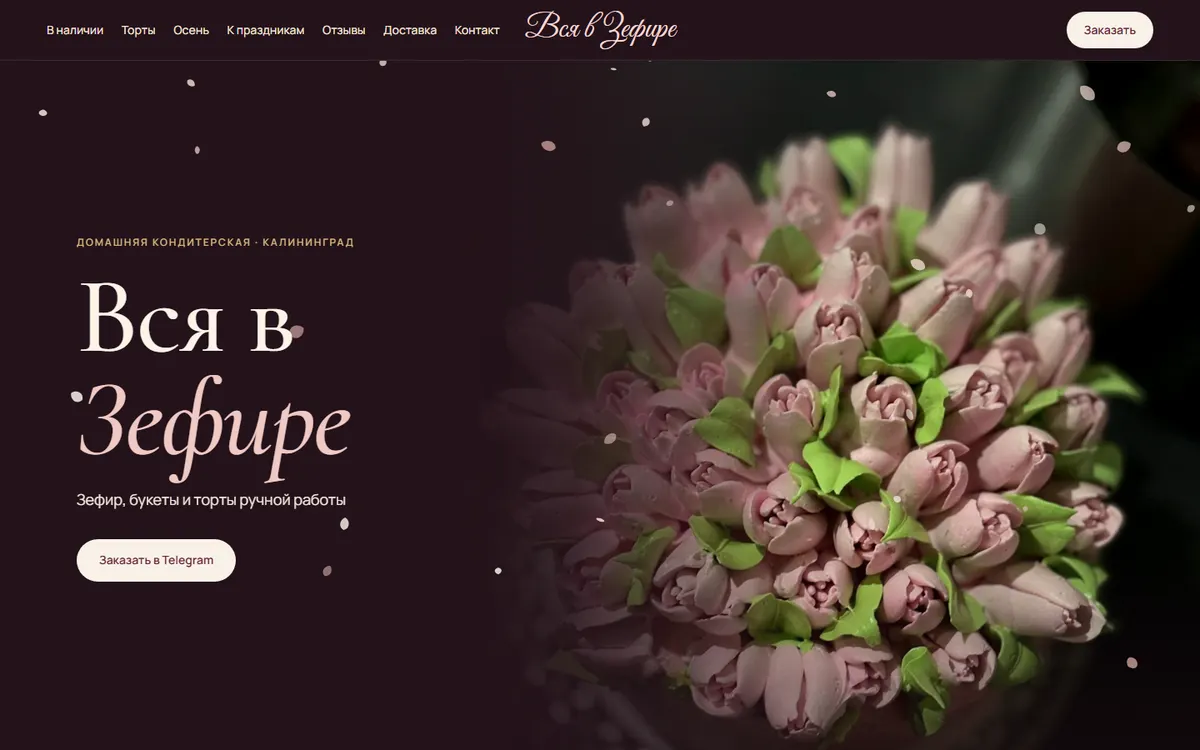 В наличии Торты Осень К праздникам Отзывы Доставка Контакт Вся в Зефире Заказать
ДОМАШНЯЯ КОНДИТЕРСКАЯ · КАЛИНИНГРАД
Вся в
Зефире
Зефир, букеты и торты ручной работы
Заказать в Telegram